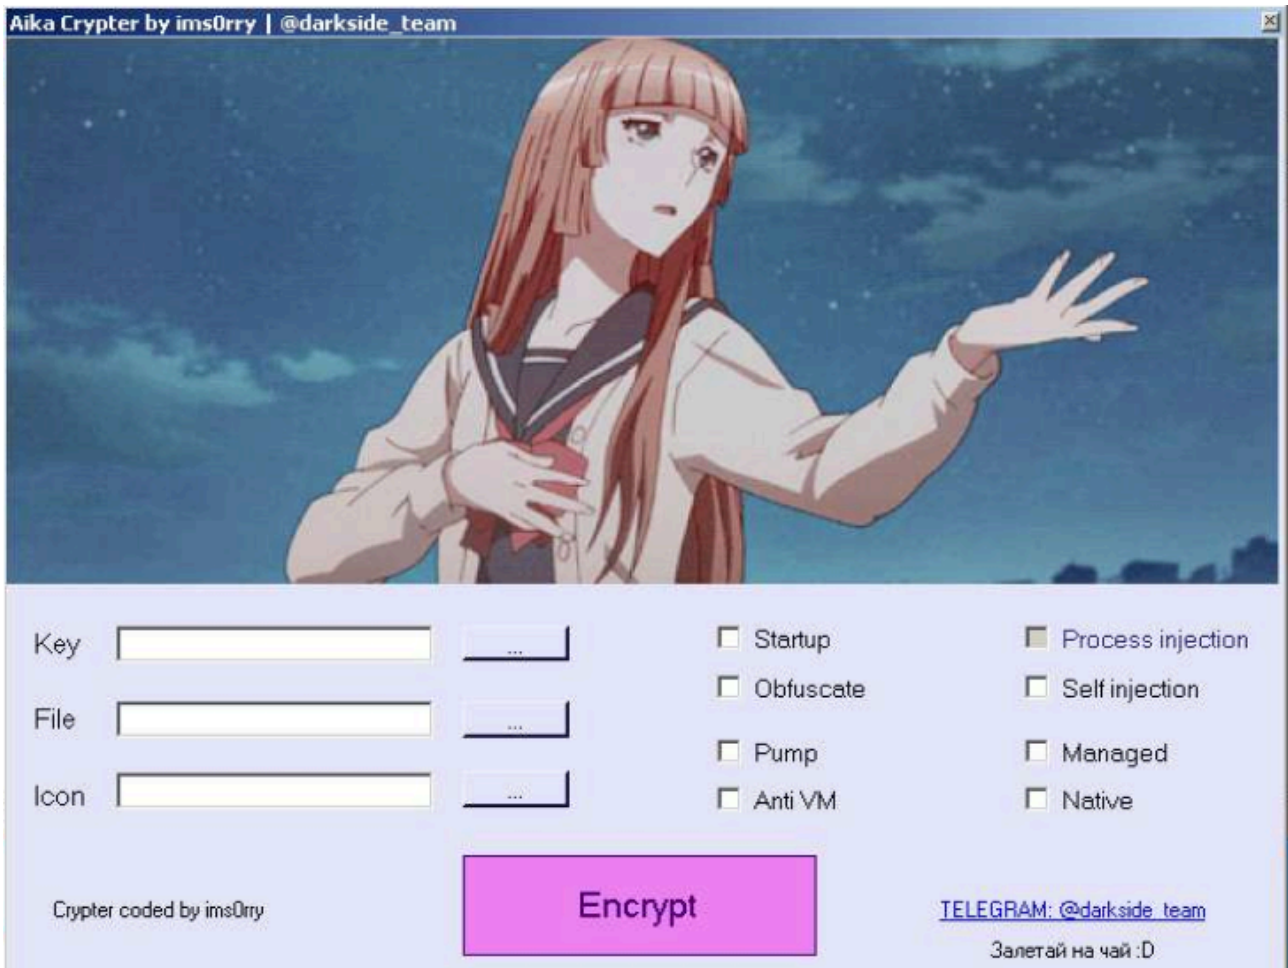 Aika Crypter by ims0rry | @darkside_team
Key ...
Startup
Process injection
Obfuscate
Self injection
File ...
Pump
Managed
Icon ...
Anti VM
Native
Encrypt
Crypter coded by ims0rry
TELEGRAM: @darkside_team
Залетай на чай :D